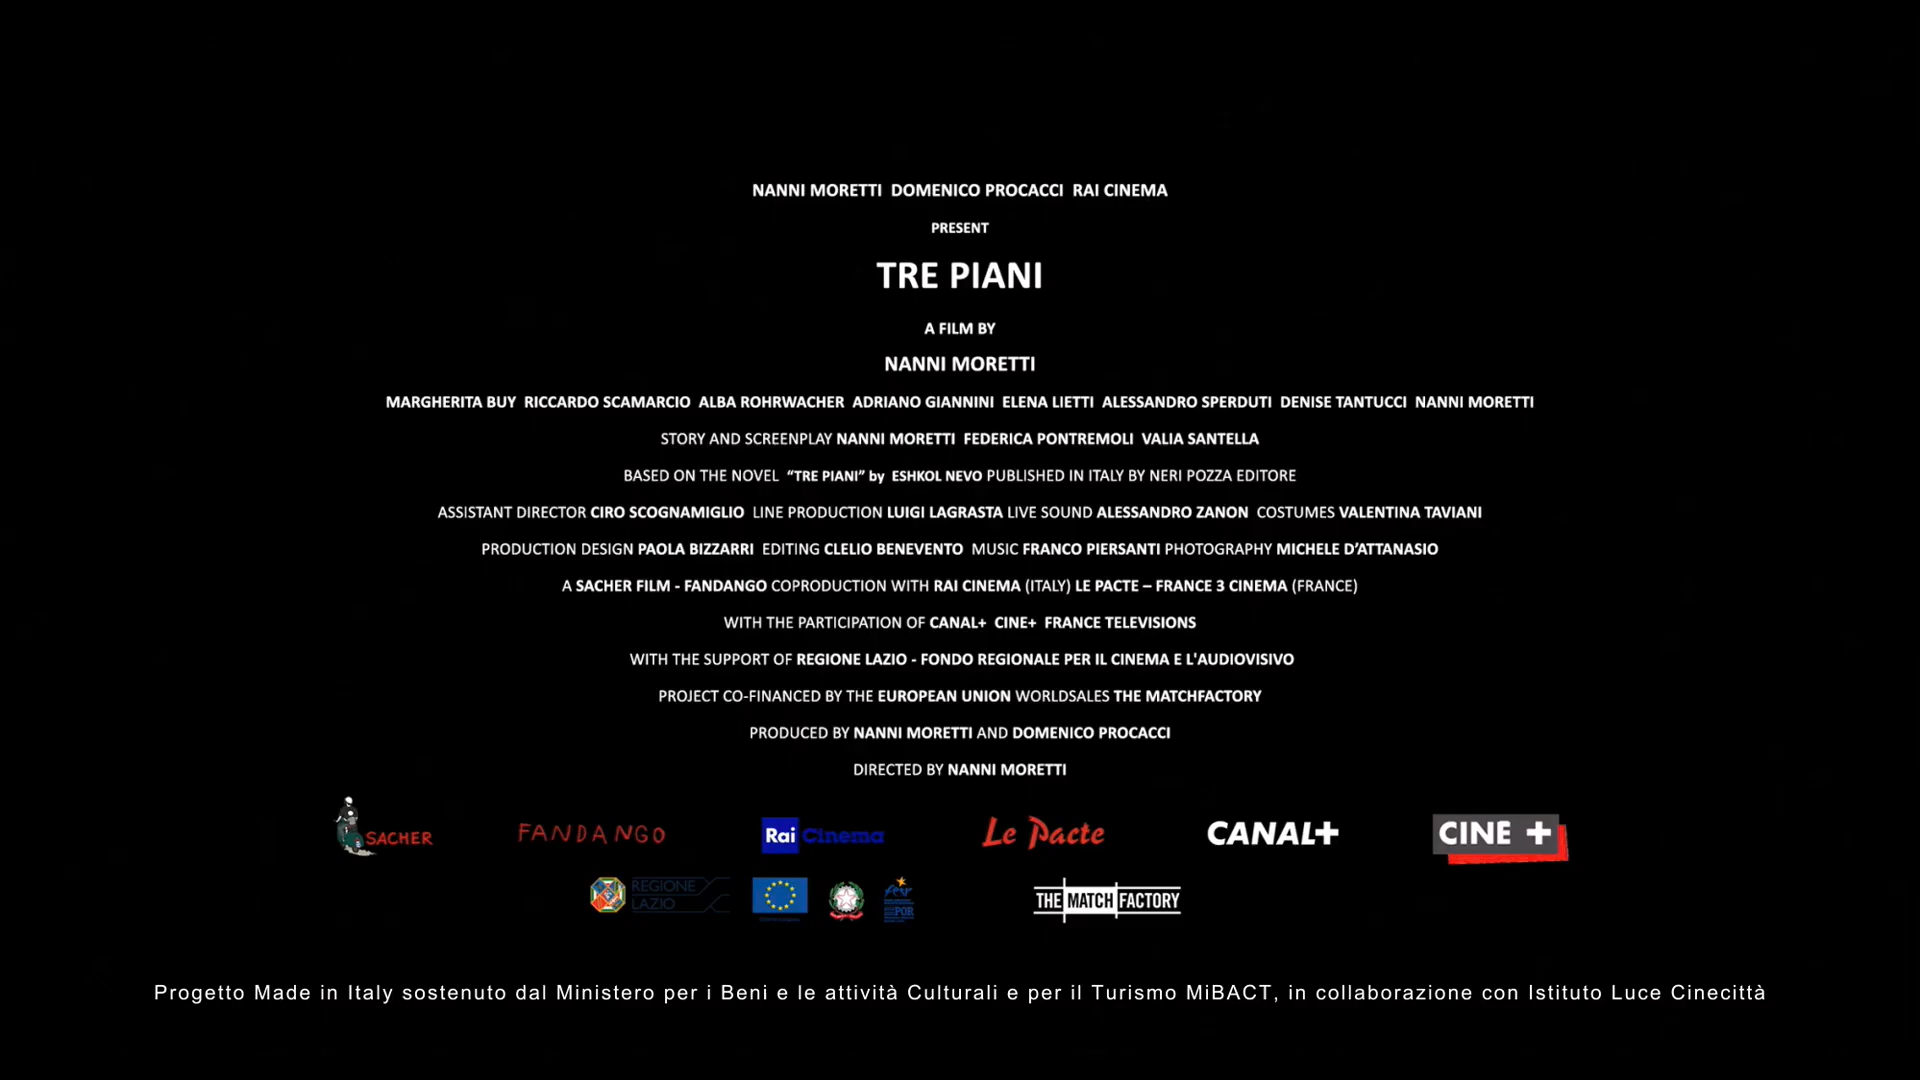 NANNI MORETTI DOMENICO PROCACCI RAI CINEMA
PRESENT
TRE PIANI
A FILM BY
NANNI MORETTI
MARGHERITA BUY RICCARDO SCAMARCIO ALBA ROHRWACHER ADRIANO GIANNINI ELENA LIETTI ALESSANDRO SPERDUTI DENISE TANTUCCI NANNI MORETTI
STORY AND SCREENPLAY NANNI MORETTI FEDERICA PONTREMOLI VALIA SANTELLA
BASED ON THE NOVEL “TRE PIANI” by ESHKOL NEVO PUBLISHED IN ITALY BY NERI POZZA EDITORE
ASSISTANT DIRECTOR CIRO SCOGNAMIGLIO LINE PRODUCTION LUIGI LAGRASTA LIVE SOUND ALESSANDRO ZANON COSTUMES VALENTINA TAVIANI
PRODUCTION DESIGN PAOLA BIZZARRI EDITING CLELIO BENEVENTO MUSIC FRANCO PIERSANTI PHOTOGRAPHY MICHELE D’ATTANASIO
A SACHER FILM - FANDANGO COPRODUCTION WITH RAI CINEMA (ITALY) LE PACTE – FRANCE 3 CINEMA (FRANCE)
WITH THE PARTICIPATION OF CANAL+ CINE+ FRANCE TELEVISIONS
WITH THE SUPPORT OF REGIONE LAZIO - FONDO REGIONALE PER IL CINEMA E L'AUDIOVISIVO
PROJECT CO-FINANCED BY THE EUROPEAN UNION WORLDSALES THE MATCHFACTORY
PRODUCED BY NANNI MORETTI AND DOMENICO PROCACCI
DIRECTED BY NANNI MORETTI
SACHER FANDANGO Rai Cinema Le Pacte CANAL+ CINE +
REGIONE
LAZIO
fesr
POR
THE MATCH FACTORY
Progetto Made in Italy sostenuto dal Ministero per i Beni e le attività Culturali e per il Turismo MiBACT, in collaborazione con Istituto Luce Cinecittà